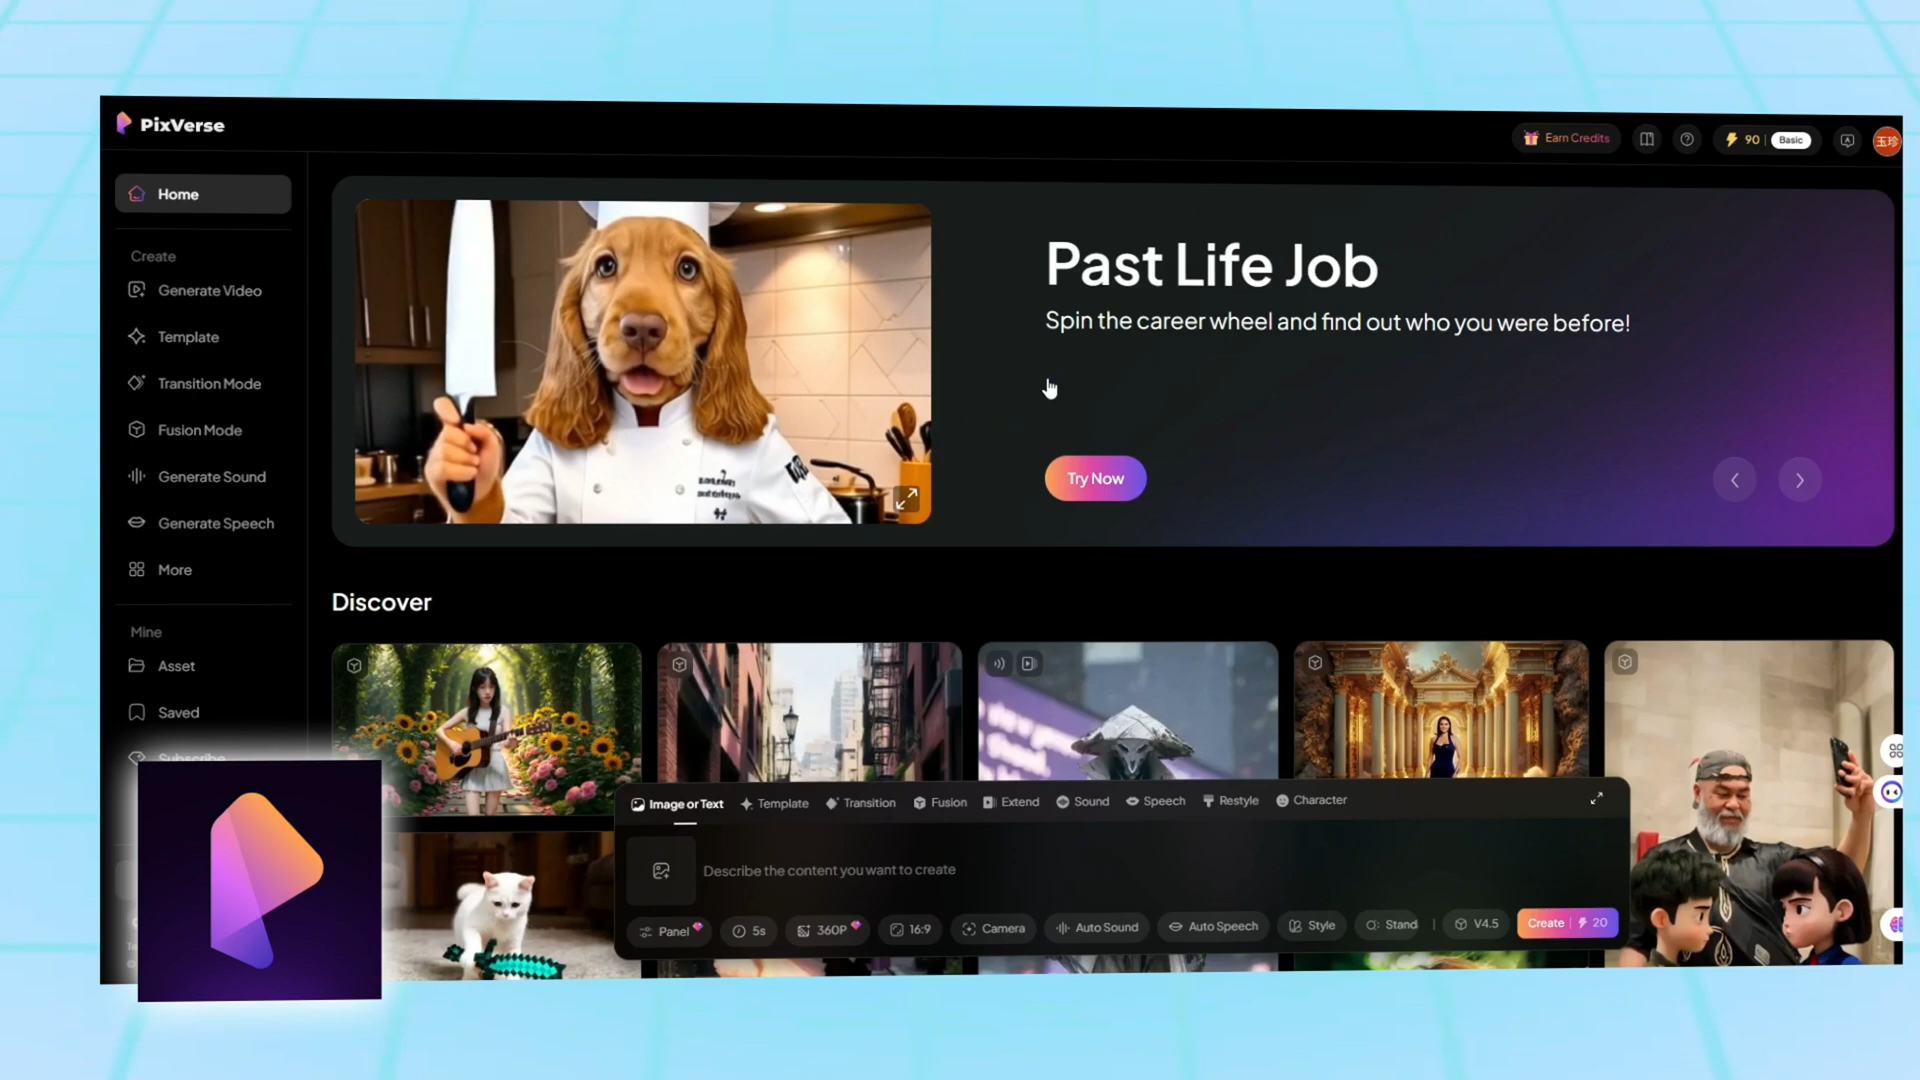 PixVerse
Earn Credits
90
Basic
玉珍
Home
Create
Generate Video
Template
Transition Mode
Fusion Mode
Generate Sound
Generate Speech
More
Mine
Asset
Saved
Subscribe
Past Life Job
Spin the career wheel and find out who you were before!
Try Now
Discover
Image or Text
Template
Transition
Fusion
Extend
Sound
Speech
Restyle
Character
Describe the content you want to create
Panel
5s
360P
16:9
Camera
Auto Sound
Auto Speech
Style
Stand
V4.5
Create
20